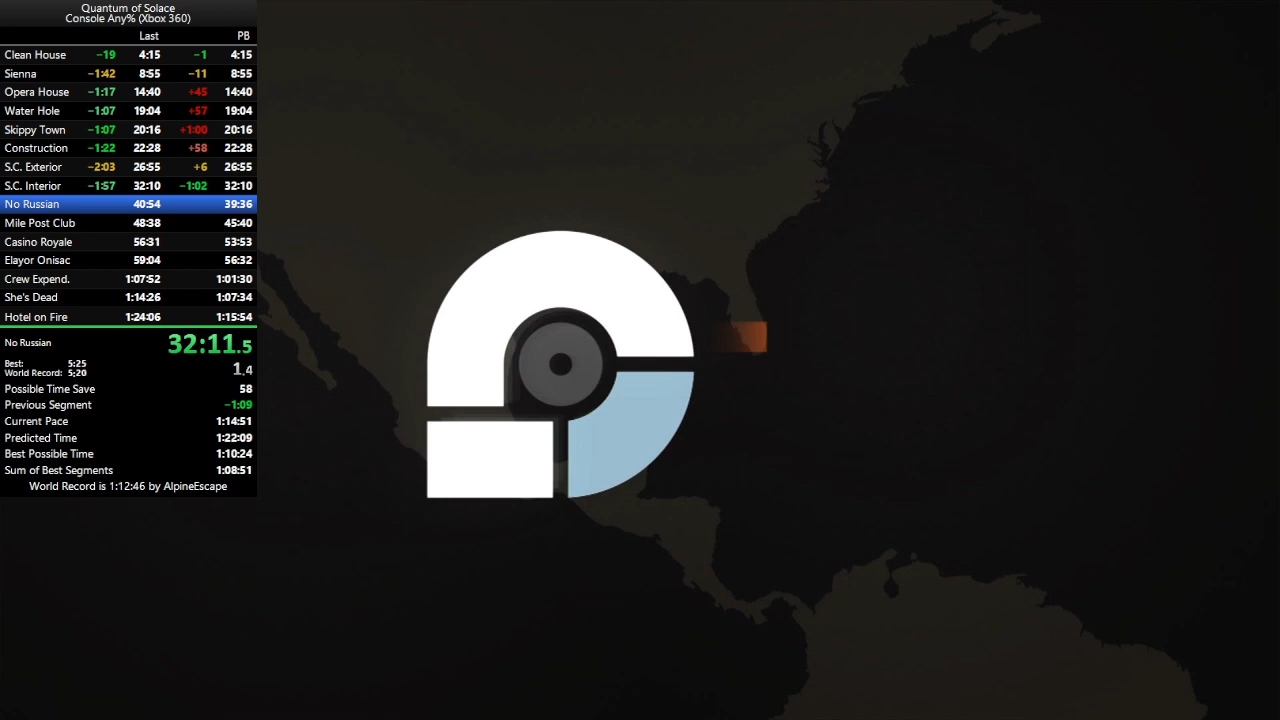 Quantum of Solace
Console Any% (Xbox 360)
Last PB
Clean House −19 4:15 −1 4:15
Sienna −1:42 8:55 −11 8:55
Opera House −1:17 14:40 +45 14:40
Water Hole −1:07 19:04 +57 19:04
Skippy Town −1:07 20:16 +1:00 20:16
Construction −1:22 22:28 +58 22:28
S.C. Exterior −2:03 26:55 +6 26:55
S.C. Interior −1:57 32:10 −1:02 32:10
No Russian 40:54 39:36
Mile Post Club 48:38 45:40
Casino Royale 56:31 53:53
Elayor Onisac 59:04 56:32
Crew Expend. 1:07:52 1:01:30
She's Dead 1:14:26 1:07:34
Hotel on Fire 1:24:06 1:15:54
No Russian 32:11.5
Best: 5:25
World Record: 5:20 1.4
Possible Time Save 58
Previous Segment −1:09
Current Pace 1:14:51
Predicted Time 1:22:09
Best Possible Time 1:10:24
Sum of Best Segments 1:08:51
World Record is 1:12:46 by AlpineEscape